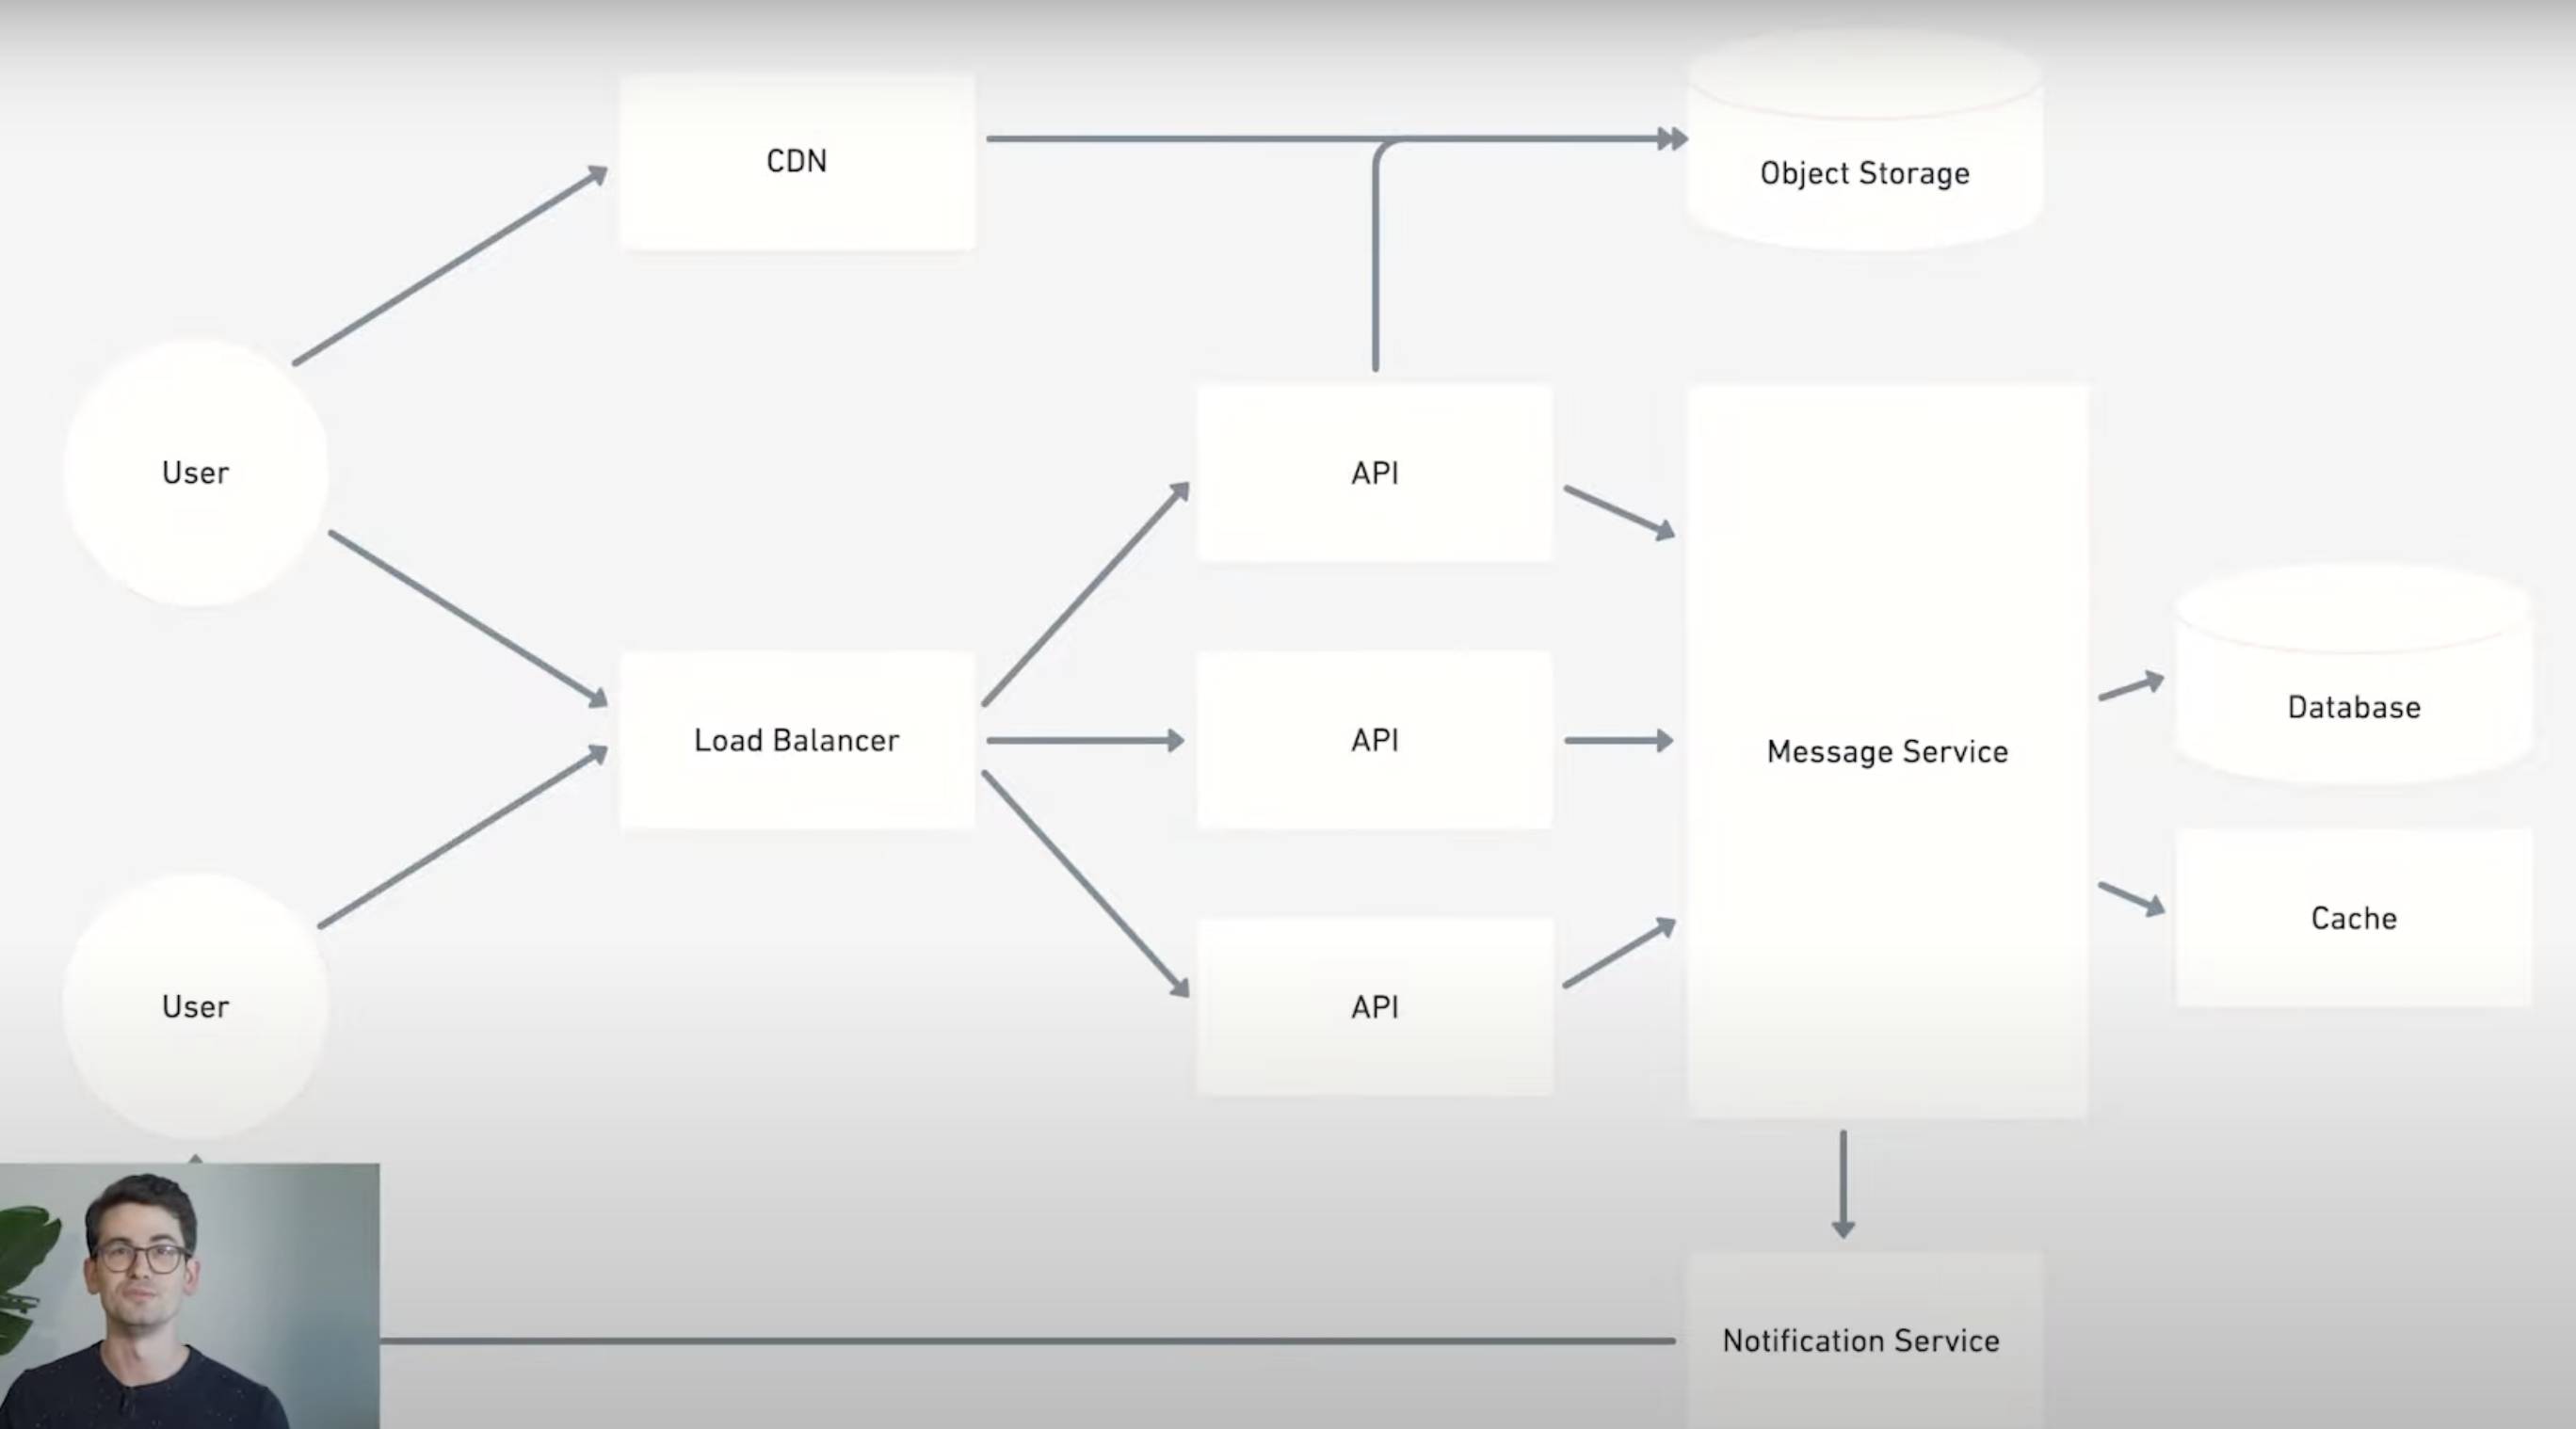 CDN
Object Storage
User
API
Load Balancer
API
Message Service
Database
Cache
User
API
Notification Service